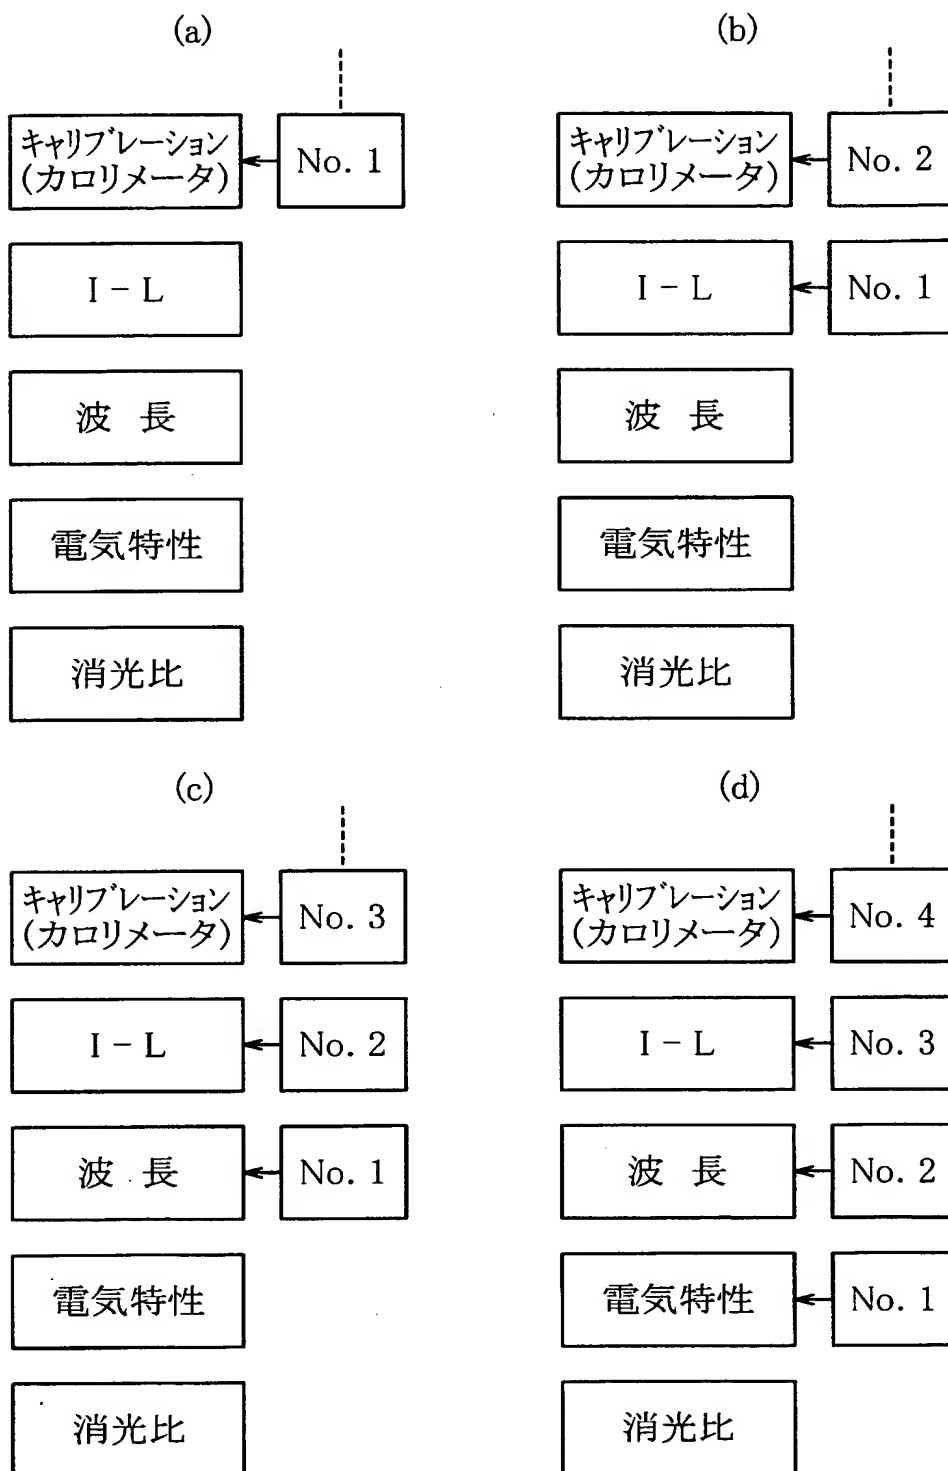 (a)
キャリブレーション
(カロリメータ)
No. 1
I - L
波 長
電気特性
消光比
(b)
キャリブレーション
(カロリメータ)
No. 2
I - L
No. 1
波 長
電気特性
消光比
(c)
キャリブレーション
(カロリメータ)
No. 3
I - L
No. 2
波 長
No. 1
電気特性
消光比
(d)
キャリブレーション
(カロリメータ)
No. 4
I - L
No. 3
波 長
No. 2
電気特性
No. 1
消光比